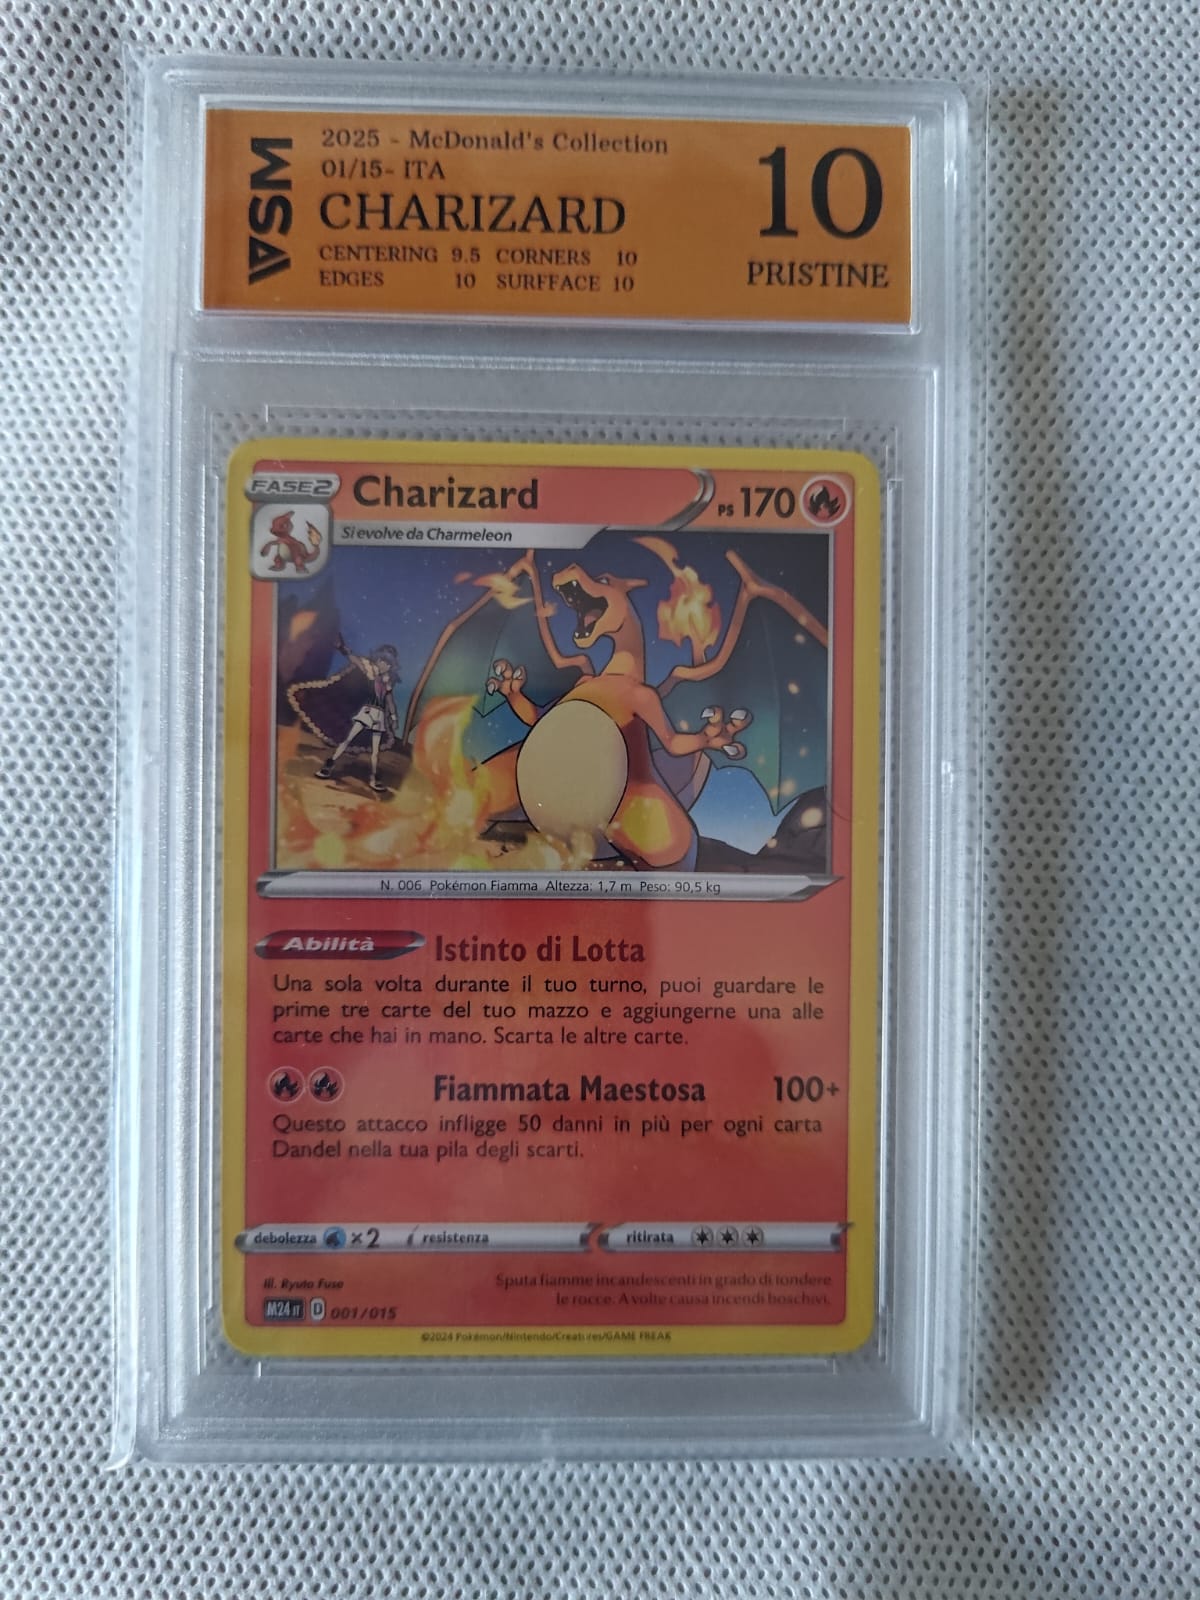 MSA
2025 - McDonald's Collection
01/15- ITA
CHARIZARD
CENTERING 9.5 CORNERS 10
EDGES 10 SURFFACE 10
10
PRISTINE
FASE2
Charizard
PS 170
Si evolve da Charmeleon
N. 006 Pokémon Fiamma Altezza: 1,7 m Peso: 90,5 kg
Abilità Istinto di Lotta
Una sola volta durante il tuo turno, puoi guardare le
prime tre carte del tuo mazzo e aggiungerne una alle
carte che hai in mano. Scarta le altre carte.
Fiammata Maestosa 100+
Questo attacco infligge 50 danni in più per ogni carta
Dandel nella tua pila degli scarti.
debolezza ×2 resistenza ritirata
Ill. Ryuta Fuse
Sputa fiamme incandescenti in grado di fondere
le rocce. A volte causa incendi boschivi.
M24 IT D 001/015
©2024 Pokémon/Nintendo/Creatures/GAME FREAK